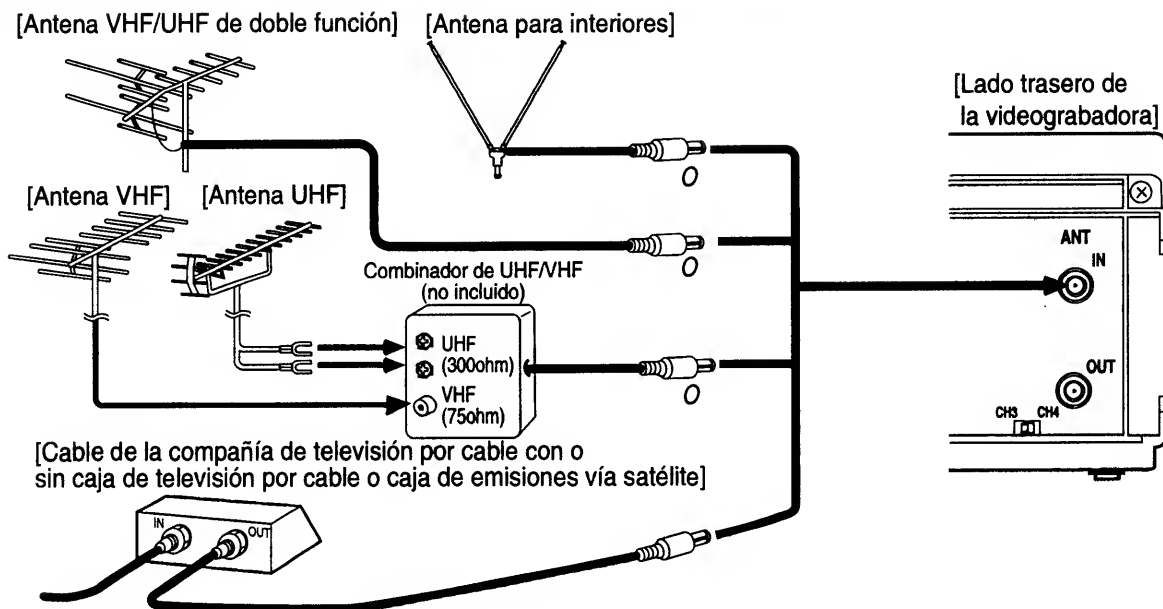 [Antena VHF/UHF de doble función]
[Antena para interiores]
[Lado trasero de
la videograbadora]
[Antena VHF]
[Antena UHF]
Combinador de UHF/VHF
(no incluido)
UHF
(300ohm)
VHF
(75ohm)
O
O
O
ANT
IN
OUT
CH3
CH4
[Cable de la compañía de televisión por cable con o
sin caja de televisión por cable o caja de emisiones vía satélite]
IN
OUT